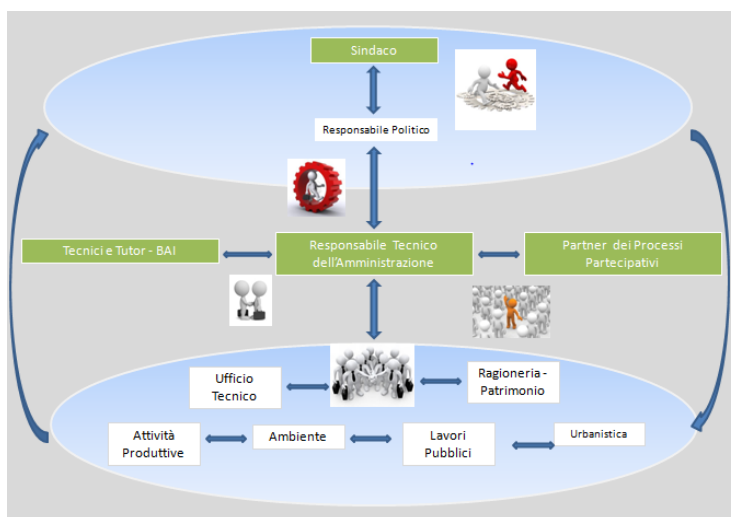 Sindaco
Responsabile Politico
Tecnici e Tutor - BAI
Responsabile Tecnico
dell'Amministrazione
Partner dei Processi
Partecipativi
Ufficio
Tecnico
Ragioneria -
Patrimonio
Attività
Produttive
Ambiente
Lavori
Pubblici
Urbanistica